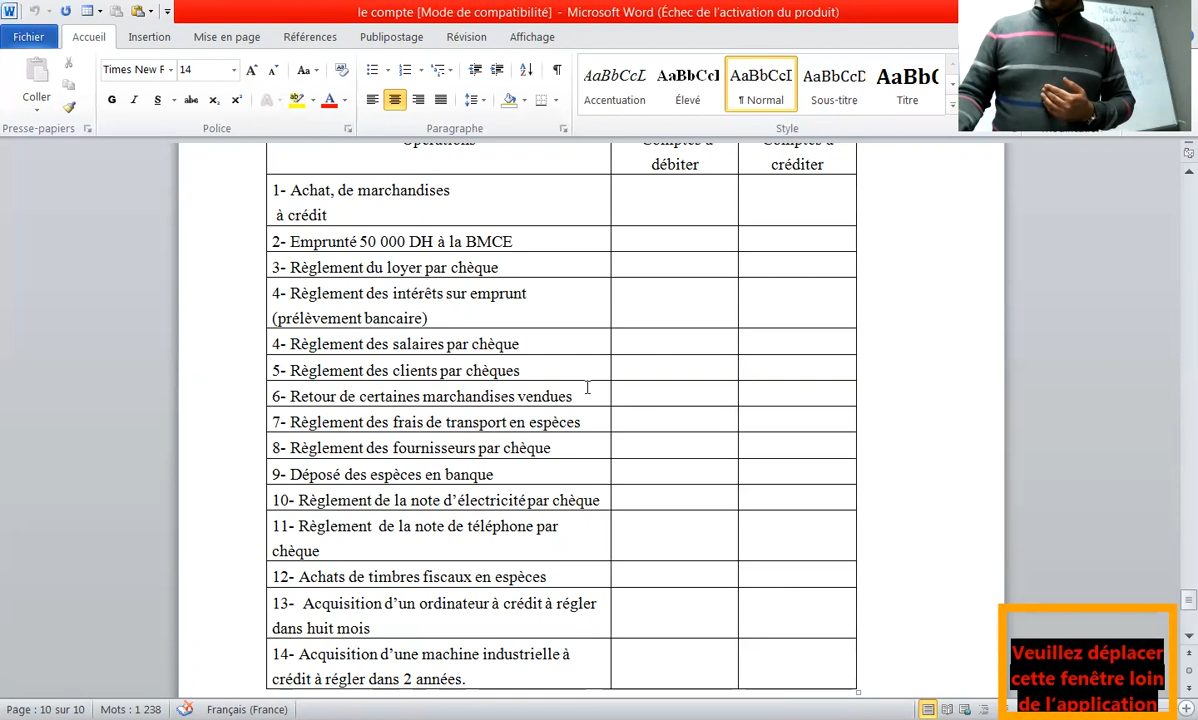 le compte [Mode de compatibilité] - Microsoft Word (Échec de l'activation du produit)
Fichier Accueil Insertion Mise en page Références Publipostage Révision Affichage
Coller
Times New F 14
G I S abc x₂ x² A A
Aa
AaBbCcL AaBbCcI AaBbCcI AaBbCcD AaBb(
Accentuation Élevé ¶ Normal Sous-titre Titre
Presse-papiers Police Paragraphe Style
Opérations Comptes à débiter Comptes à créditer
1- Achat, de marchandises
à crédit
2- Emprunté 50 000 DH à la BMCE
3- Règlement du loyer par chèque
4- Règlement des intérêts sur emprunt
(prélèvement bancaire)
4- Règlement des salaires par chèque
5- Règlement des clients par chèques
6- Retour de certaines marchandises vendues
7- Règlement des frais de transport en espèces
8- Règlement des fournisseurs par chèque
9- Déposé des espèces en banque
10- Règlement de la note d'électricité par chèque
11- Règlement de la note de téléphone par
chèque
12- Achats de timbres fiscaux en espèces
13- Acquisition d'un ordinateur à crédit à régler
dans huit mois
14- Acquisition d'une machine industrielle à
crédit à régler dans 2 années.
Veuillez déplacer
cette fenêtre loin
de l'application
Page : 10 sur 10 Mots : 1 238 Français (France)